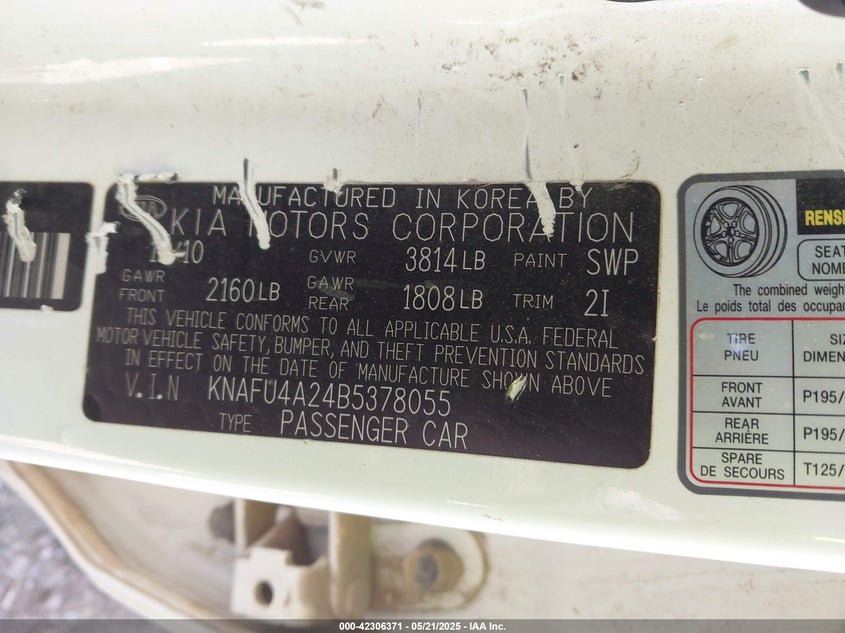 KIA
MANUFACTURED IN KOREA BY
KIA MOTORS CORPORATION
/10 GVWR 3814LB PAINT SWP
GAWR FRONT 2160LB GAWR REAR 1808LB TRIM 2I
THIS VEHICLE CONFORMS TO ALL APPLICABLE U.S.A. FEDERAL
MOTOR VEHICLE SAFETY, BUMPER, AND THEFT PREVENTION STANDARDS
IN EFFECT ON THE DATE OF MANUFACTURE SHOWN ABOVE
V.I.N KNAFU4A24B5378055
TYPE PASSENGER CAR
The combined
Le poids total des
TIRE
PNEU
FRONT
AVANT
P195/
REAR
ARRIÈRE
P195/
SPARE
DE SECOURS
T125/
000-42306371 - 05/21/2025 - IAA Inc.